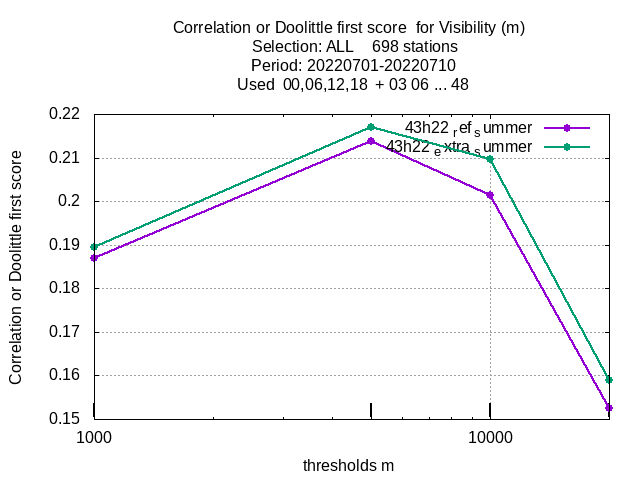 Correlation or Doolittle first score  for Visibility (m)
Selection: ALL    698 stations
Period: 20220701-20220710
Used  00,06,12,18  + 03 06 ... 48
43h22 ref summer
43h22 extra summer
Correlation or Doolittle first score
0.22
0.21
0.2
0.19
0.18
0.17
0.16
0.15
1000
10000
thresholds m